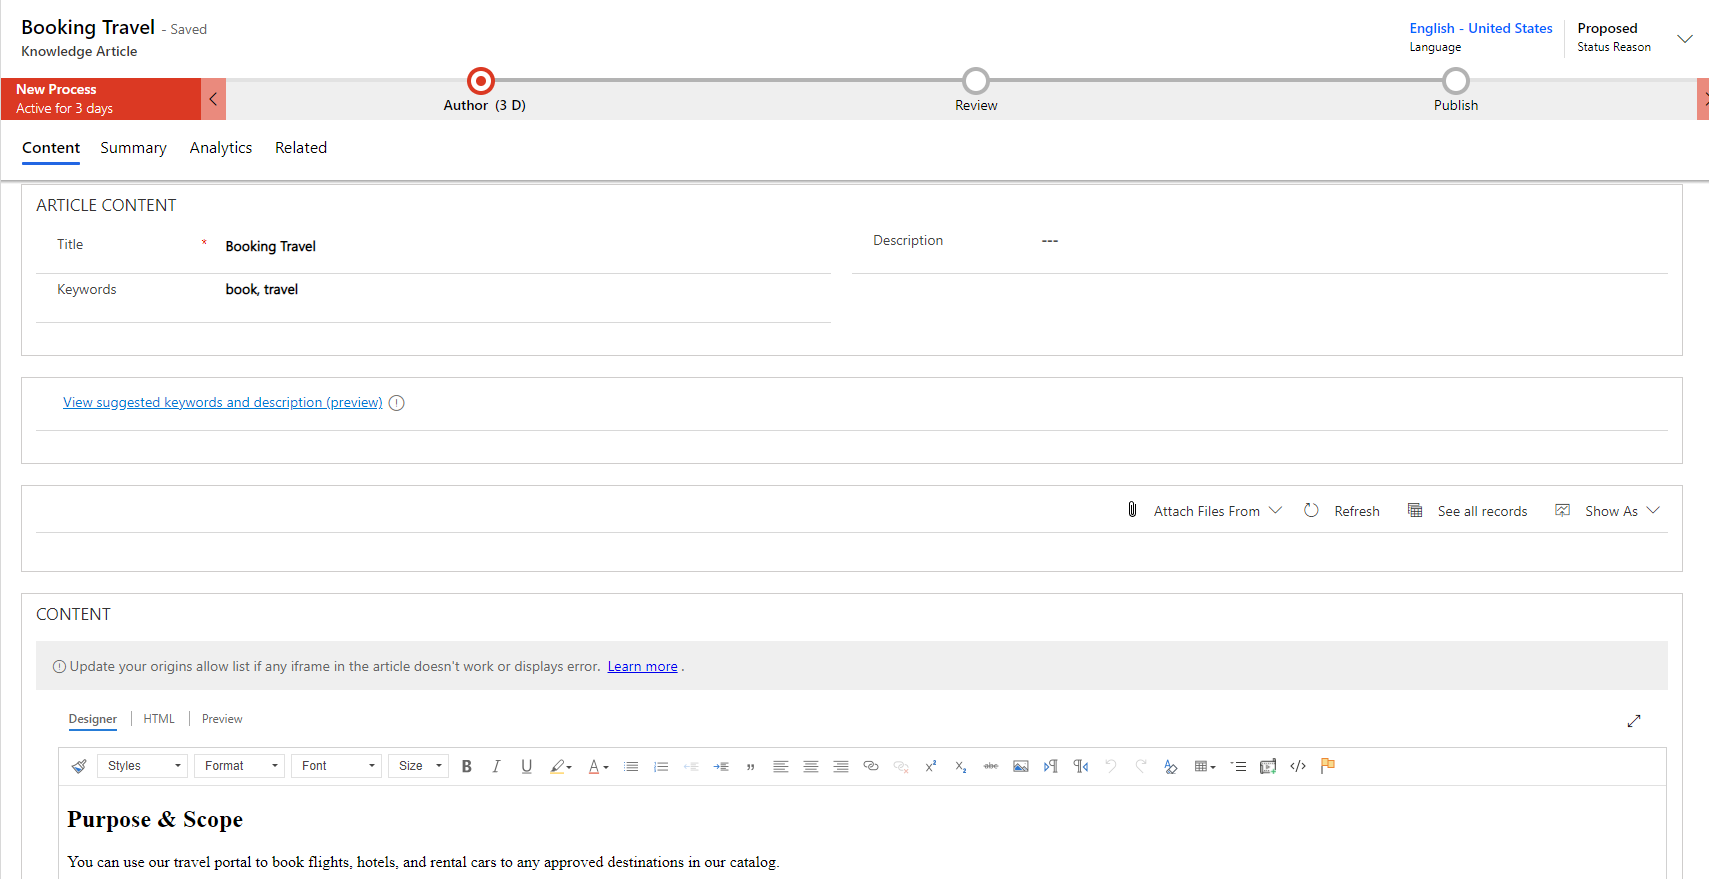 Booking Travel - Saved
Knowledge Article
English - United States
Language
Proposed
Status Reason
New Process
Active for 3 days
Author (3 D)
Review
Publish
Content Summary Analytics Related
ARTICLE CONTENT
Title * Booking Travel
Description ---
Keywords book, travel
View suggested keywords and description (preview)
Attach Files From Refresh See all records Show As
CONTENT
Update your origins allow list if any iframe in the article doesn't work or displays error. Learn more .
Designer HTML Preview
Styles Format Font Size B I U A x² x₂ abc
Purpose & Scope
You can use our travel portal to book flights, hotels, and rental cars to any approved destinations in our catalog.